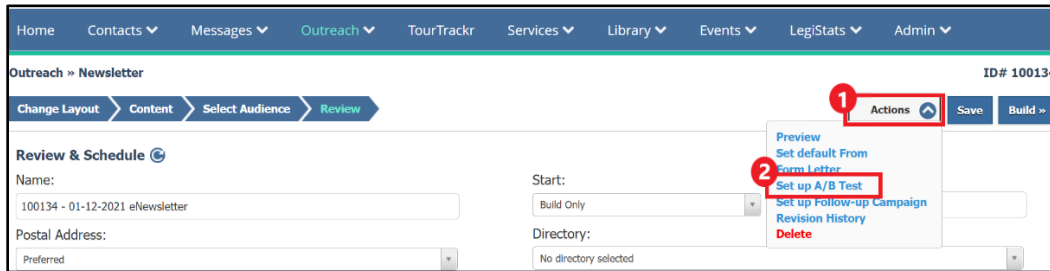 Home Contacts Messages Outreach TourTrackr Services Library Events LegiStats Admin
Outreach » Newsletter ID# 10013
Change Layout Content Select Audience Review 1 Actions Save Build »
Preview
Review & Schedule Set default From
Name: Start: 2 Form Letter
Set up A/B Test
100134 - 01-12-2021 eNewsletter Build Only Set up Follow-up Campaign
Revision History
Postal Address: Directory: Delete
Preferred No directory selected